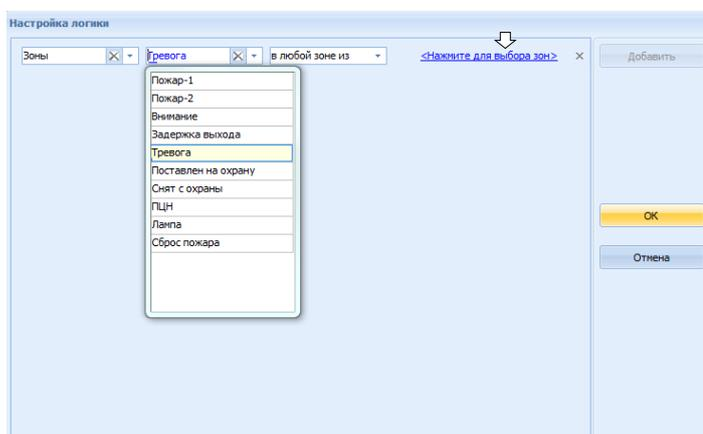 Настройка логики
Зоны Тревога в любой зоне из <Нажмите для выбора зон> Добавить
Пожар-1
Пожар-2
Внимание
Задержка выхода
Тревога
Поставлен на охрану
Снят с охраны
ПЦН
Лампа
Сброс пожара
OK
Отмена